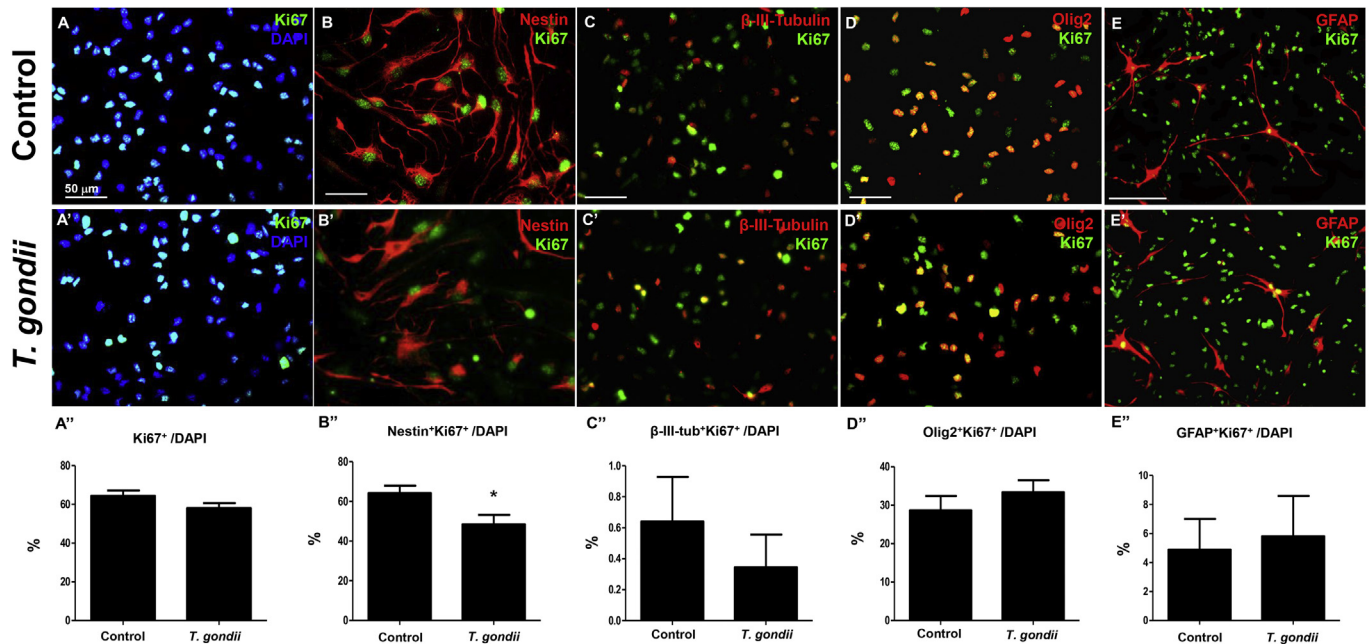 Control
A
Ki67
DAPI
50 µm
B
Nestin
Ki67
C
β-III-Tubulin
Ki67
D
Olig2
Ki67
E
GFAP
Ki67
T. gondii
A'
Ki67
DAPI
B'
Nestin
Ki67
C'
β-III-Tubulin
Ki67
D'
Olig2
Ki67
E'
GFAP
Ki67
A''
Ki67⁺ /DAPI
80
60
40
20
0
%
Control
T. gondii
B''
Nestin⁺Ki67⁺ /DAPI
80
60
40
20
0
%
*
Control
T. gondii
C''
β-III-tub⁺Ki67⁺ /DAPI
1.0
0.8
0.6
0.4
0.2
0.0
%
Control
T. gondii
D''
Olig2⁺Ki67⁺ /DAPI
40
30
20
10
0
%
Control
T. gondii
E''
GFAP⁺Ki67⁺ /DAPI
10
8
6
4
2
0
%
Control
T. gondii